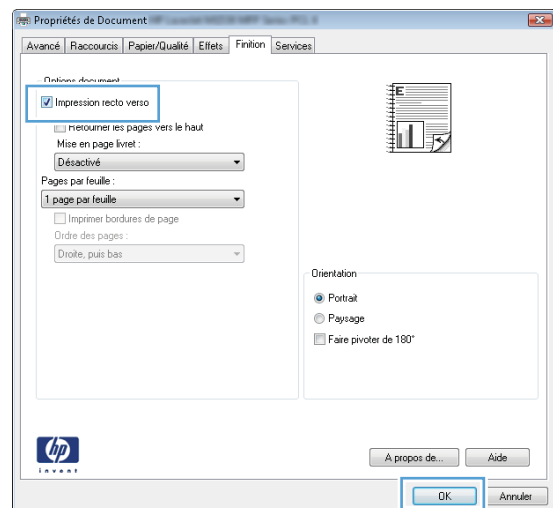 Propriétés de Document
Avancé Raccourcis Papier/Qualité Effets Finition Services
Options document
Impression recto verso
Retourner les pages vers le haut
Mise en page livret :
Désactivé
Pages par feuille :
1 page par feuille
Imprimer bordures de page
Ordre des pages :
Droite, puis bas
E
Orientation
Portrait
Paysage
Faire pivoter de 180°
hp
invent
A propos de... Aide
OK Annuler